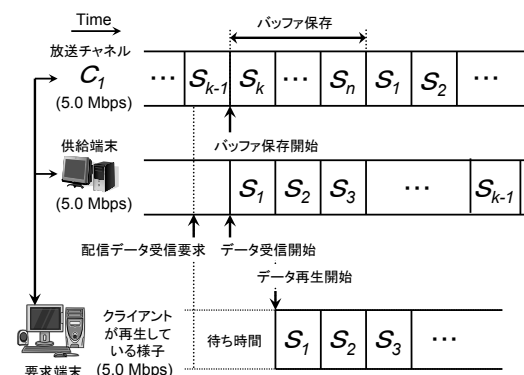 Time
バッファ保存
放送チャネル
C1
(5.0 Mbps)
… Sk-1 Sk … Sn S1 S2 …
バッファ保存開始
供給端末
(5.0 Mbps)
S1 S2 S3 … Sk-1
配信データ受信要求 データ受信開始
データ再生開始
クライアント
が再生して
いる様子
(5.0 Mbps)
待ち時間 S1 S2 S3 …
要求端末